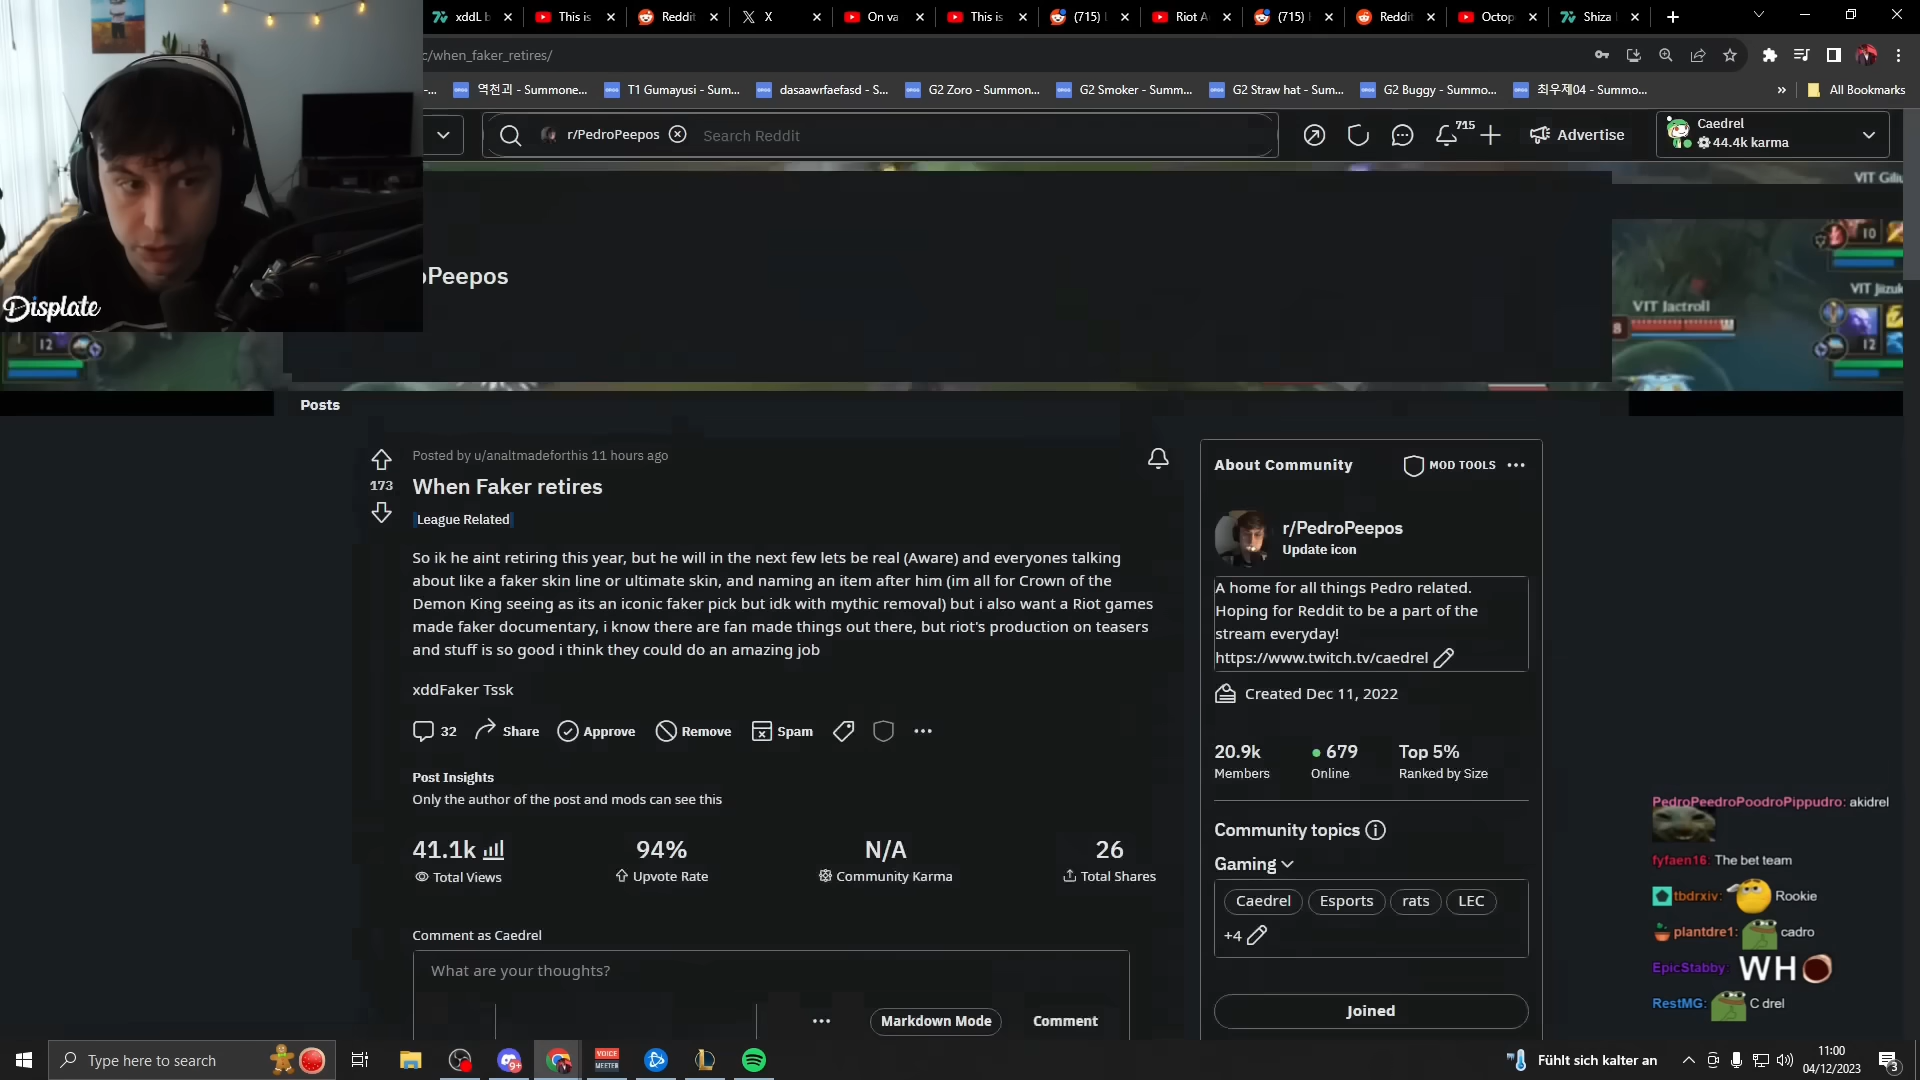 xddL b
This is
Reddit
X
On va
This is
(715)
Riot A
(715)
Reddit
Octop
Shiza
c/when_faker_retires/
역천괴 - Summone...
T1 Gumayusi - Sum...
dasaawrfaefasd - S...
G2 Zoro - Summon...
G2 Smoker - Summ...
G2 Straw hat - Sum...
G2 Buggy - Summo...
최우제04 - Summo...
»
All Bookmarks
r/PedroPeepos
Search Reddit
715
Advertise
Caedrel
44.4k karma
oPeepos
Displate
VIT Jactroll
10
VIT Jiizuk
12
12
Posts
Posted by u/analtmadeforthis 11 hours ago
173
When Faker retires
League Related
So ik he aint retiring this year, but he will in the next few lets be real (Aware) and everyones talking
about like a faker skin line or ultimate skin, and naming an item after him (im all for Crown of the
Demon King seeing as its an iconic faker pick but idk with mythic removal) but i also want a Riot games
made faker documentary, i know there are fan made things out there, but riot's production on teasers
and stuff is so good i think they could do an amazing job
xddFaker Tssk
32
Share
Approve
Remove
Spam
Post Insights
Only the author of the post and mods can see this
41.1k
94%
N/A
26
Total Views
Upvote Rate
Community Karma
Total Shares
Comment as Caedrel
What are your thoughts?
Markdown Mode
Comment
About Community
MOD TOOLS
r/PedroPeepos
Update icon
A home for all things Pedro related.
Hoping for Reddit to be a part of the
stream everyday!
https://www.twitch.tv/caedrel
Created Dec 11, 2022
20.9k
679
Top 5%
Members
Online
Ranked by Size
Community topics
Gaming
Caedrel
Esports
rats
LEC
+4
Joined
PedroPeedroPoodroPippudro: akidrel
fyfaen16: The bet team
tbdrxiv: Rookie
plantdre1: cadro
EpicStabby: WH
RestMG: C drel
Type here to search
9+
VOICE
MEETER
Fühlt sich kalter an
11:00
04/12/2023
3